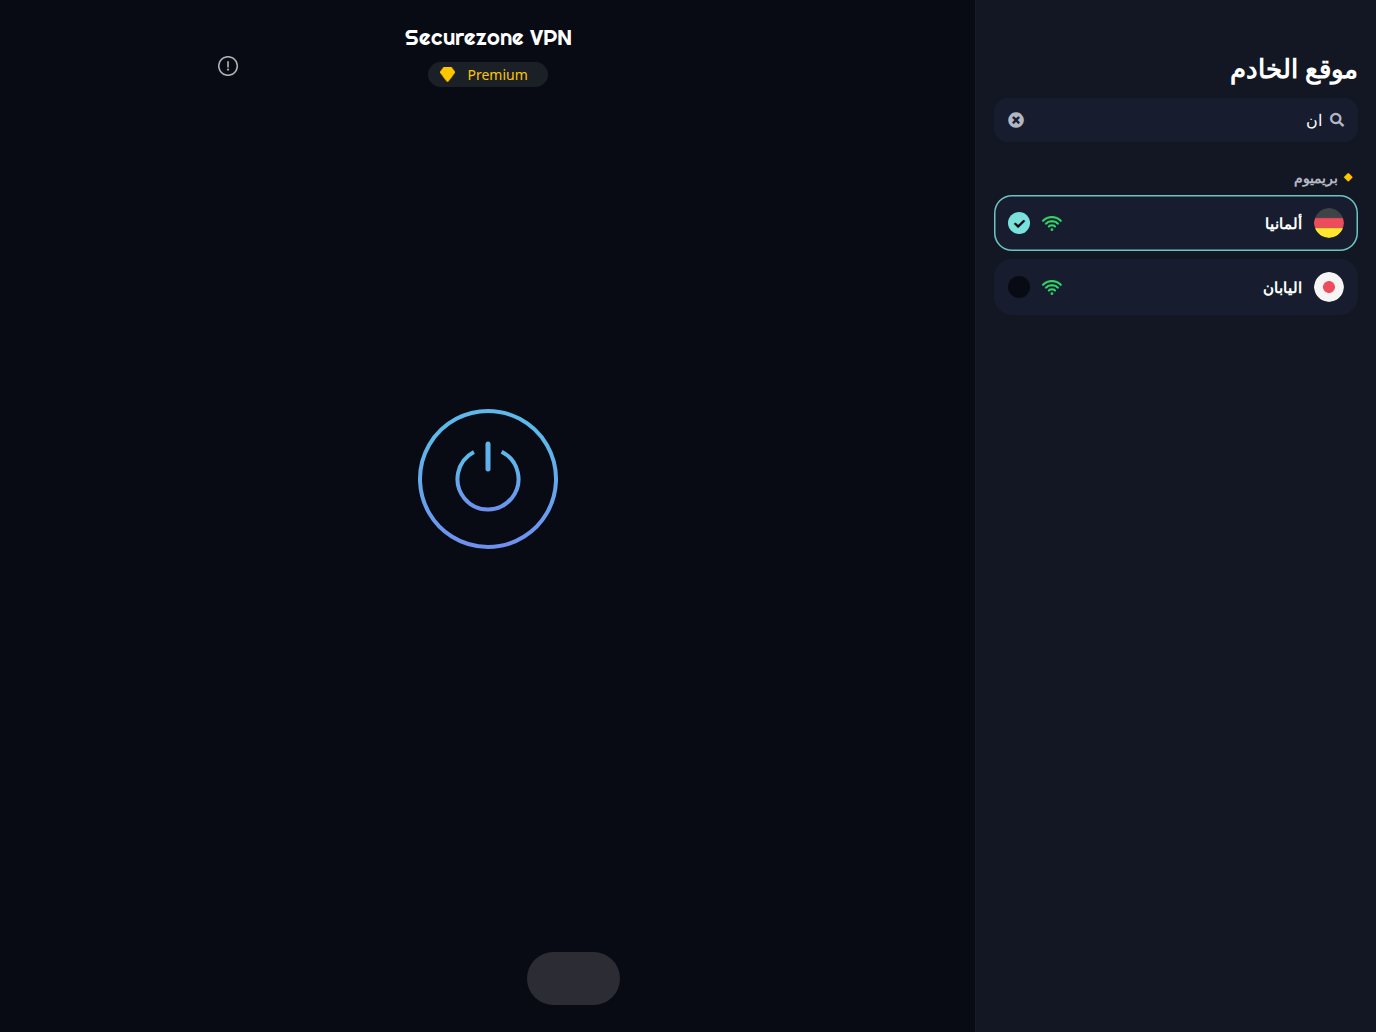 Securezone VPN
Premium
موقع الخادم
ان
بريميوم
ألمانيا
اليابان